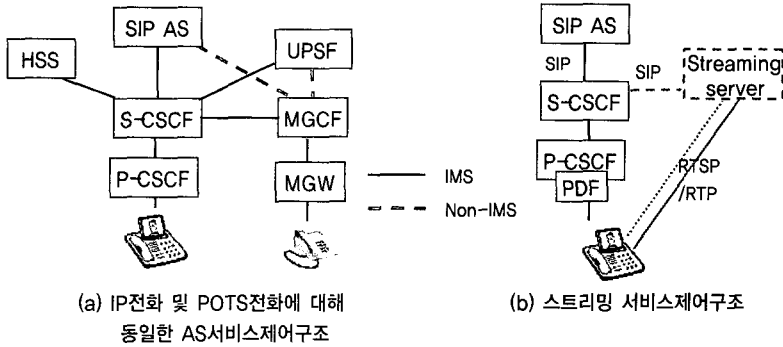 SIP AS
HSS
UPSF
S-CSCF
MGCF
P-CSCF
MGW
IMS
Non-IMS
(a) IP전화 및 POTS전화에 대해
동일한 AS서비스제어구조
SIP AS
SIP
SIP
Streaming
server
S-CSCF
P-CSCF
PDF
RTSP
/RTP
(b) 스트리밍 서비스제어구조